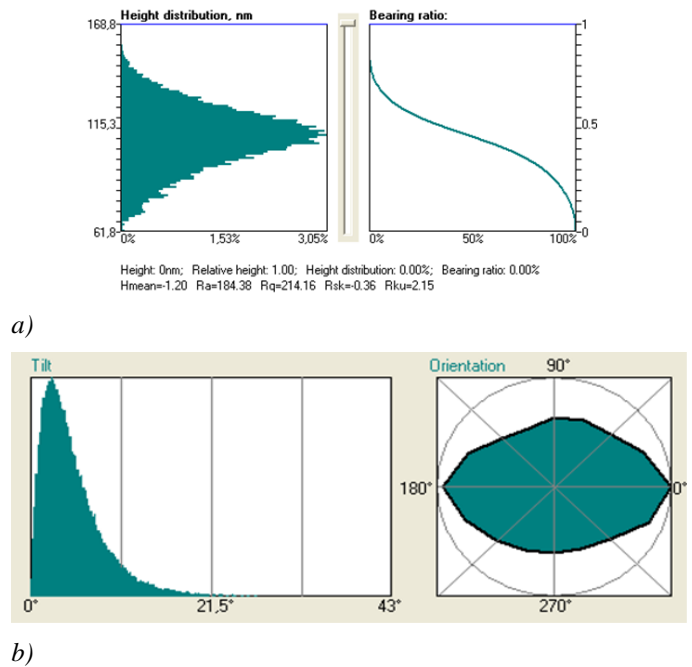 Height distribution, nm
Bearing ratio:
168,8
115,3
61,8
0% 1,53% 3,05%
1
0.5
0
0% 50% 100%
Height: 0nm; Relative height: 1.00; Height distribution: 0.00%; Bearing ratio: 0.00%
Hmean=-1.20 Ra=184.38 Rq=214.16 Rsk=-0.36 Rku=2.15
a)
Tilt
0° 21,5° 43°
Orientation
90°
180° 0°
270°
b)